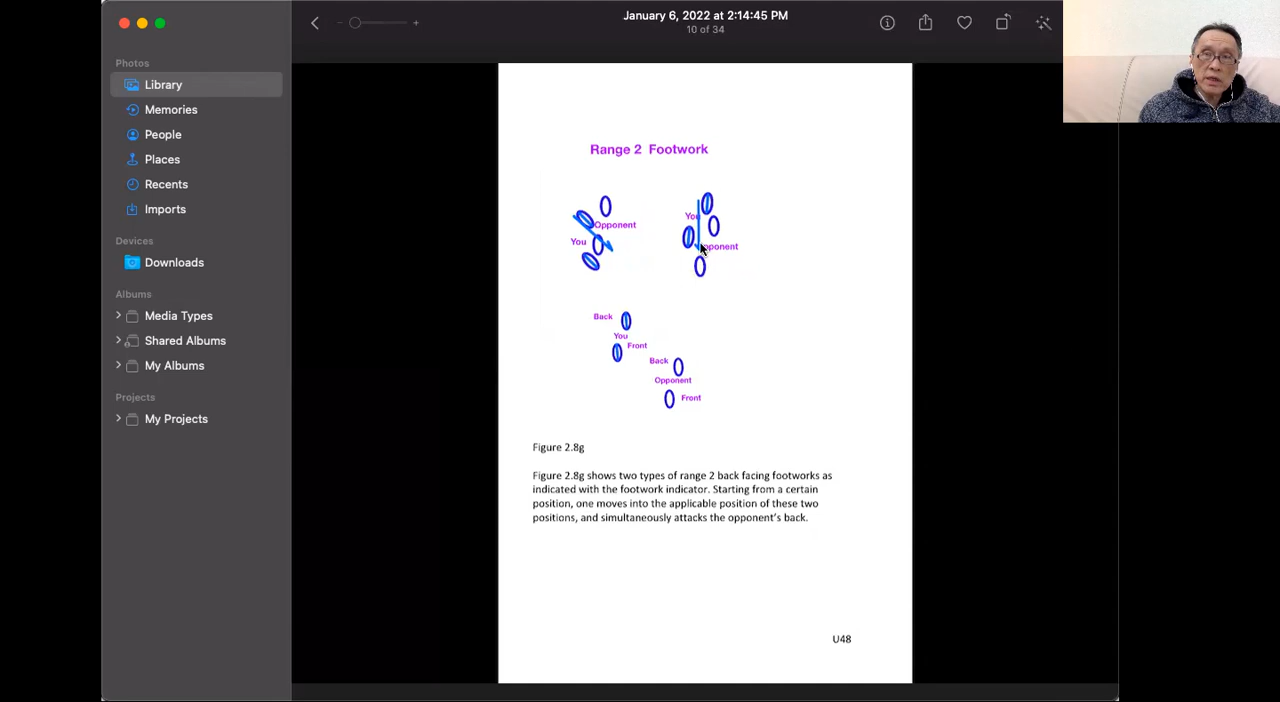 January 6, 2022 at 2:14:45 PM
10 of 34
Photos
Library
Memories
People
Places
Recents
Imports
Devices
Downloads
Albums
Media Types
Shared Albums
My Albums
Projects
My Projects
Range 2 Footwork
Opponent
You
You
Opponent
Back
You
Front
Back
Opponent
Front
Figure 2.8g
Figure 2.8g shows two types of range 2 back facing footworks as
indicated with the footwork indicator. Starting from a certain
position, one moves into the applicable position of these two
positions, and simultaneously attacks the opponent's back.
U48